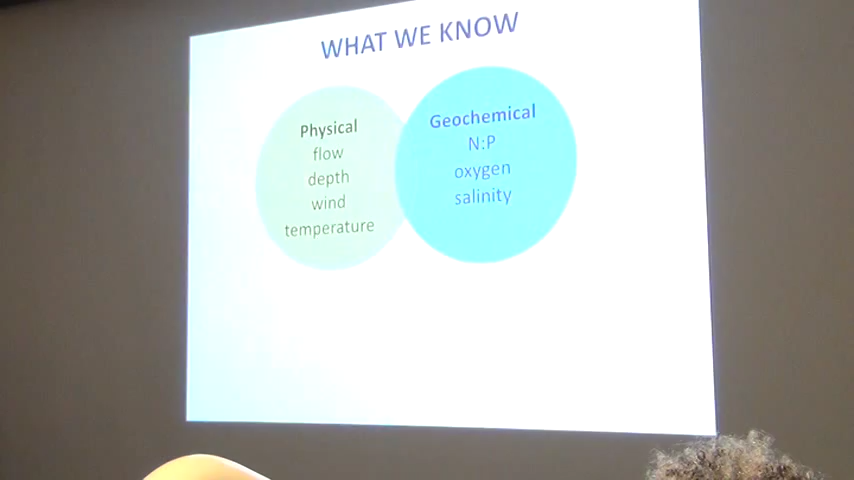 WHAT WE KNOW
Physical
flow
depth
wind
temperature
Geochemical
N:P
oxygen
salinity